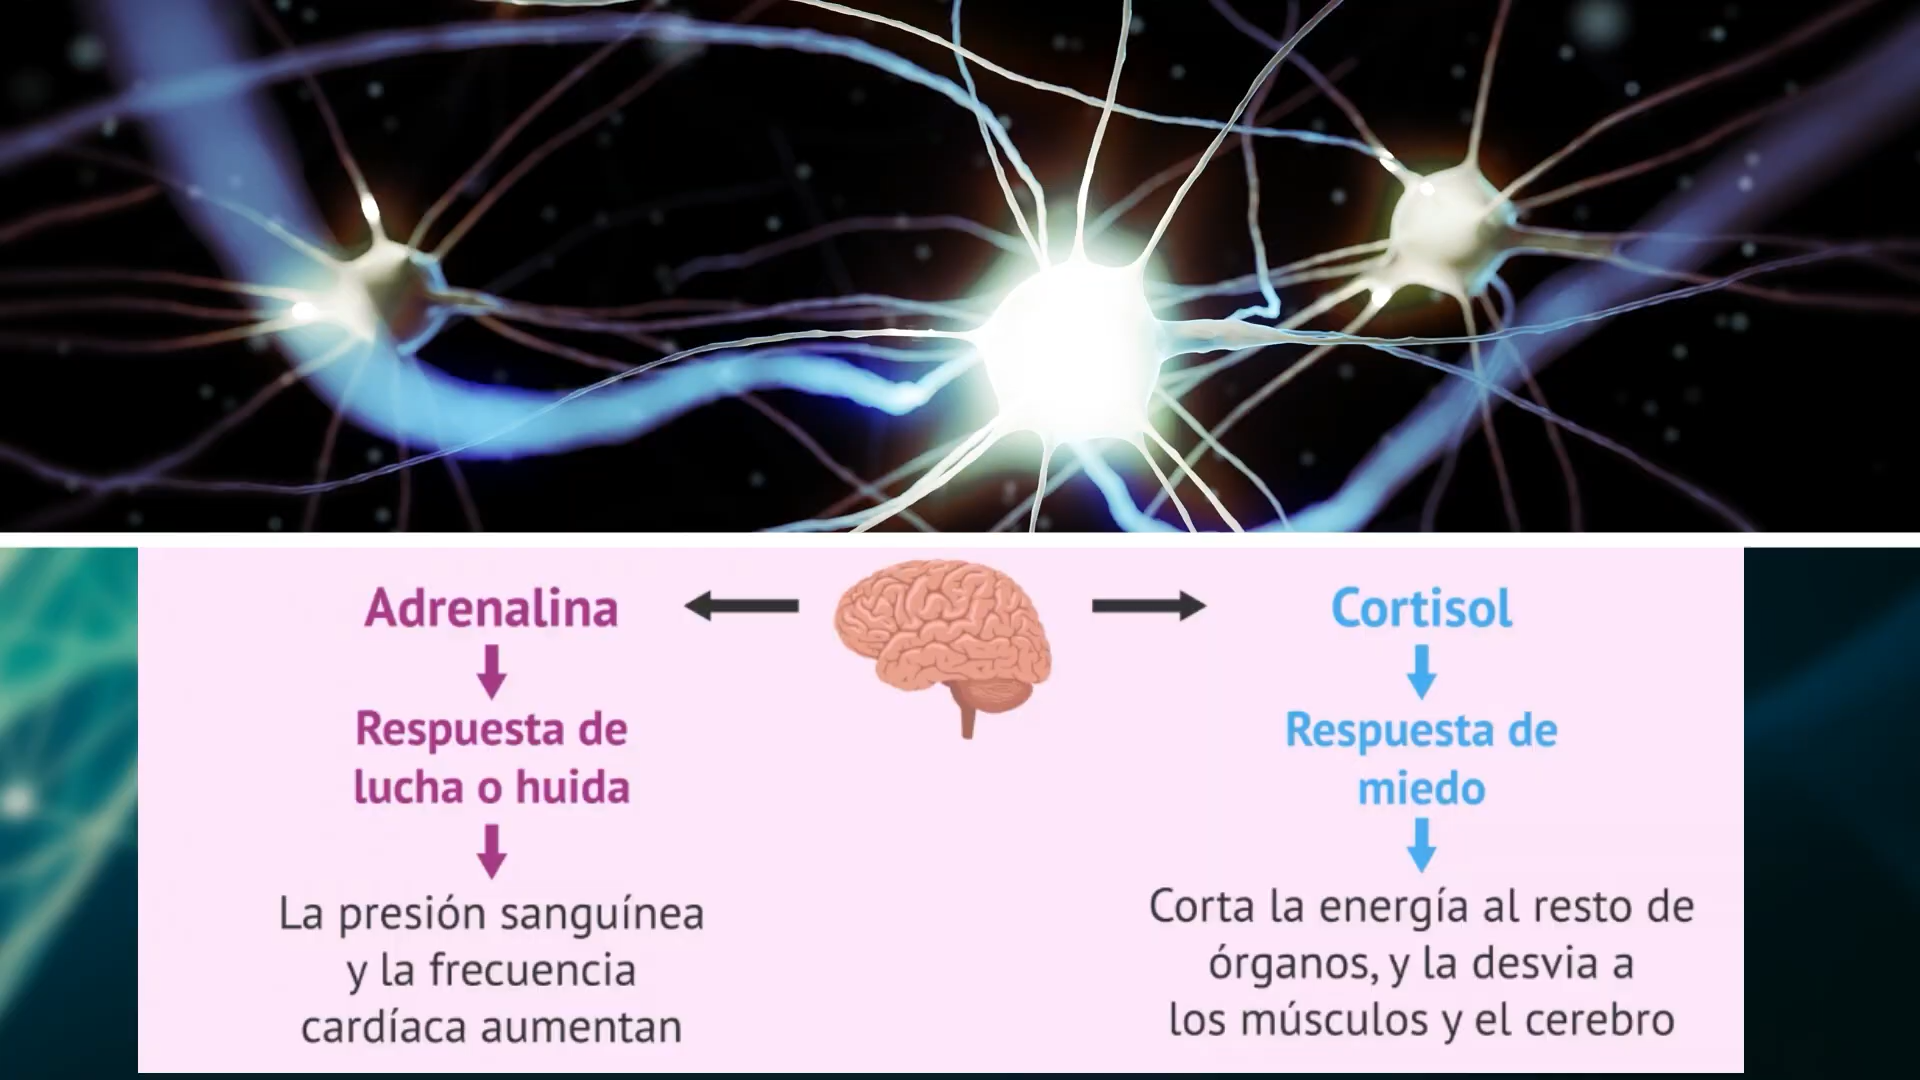 Adrenalina
Respuesta de
lucha o huida
La presión sanguínea
y la frecuencia
cardíaca aumentan
Cortisol
Respuesta de
miedo
Corta la energía al resto de
órganos, y la desvia a
los músculos y el cerebro